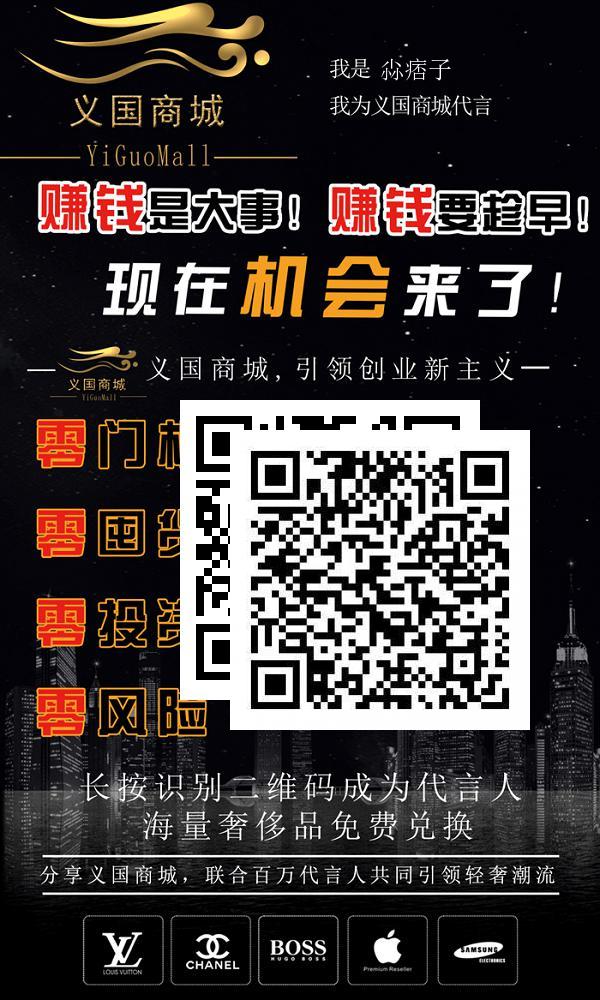 义国商城
YiGuoMall
我是 尛痞子
我为义国商城代言
赚钱是大事！ 赚钱要趁早！
现在机会来了！
义国商城
YiGuoMall
义国商城，引领创业新主义
零门
零囤货
零投资
零风险
长按识别二维码成为代言人
海量奢侈品免费兑换
分享义国商城，联合百万代言人共同引领轻奢潮流
LV
LOUIS VUITTON
CHANEL
BOSS
HUGO BOSS
Premium Reseller
SAMSUNG
ELECTRONICS